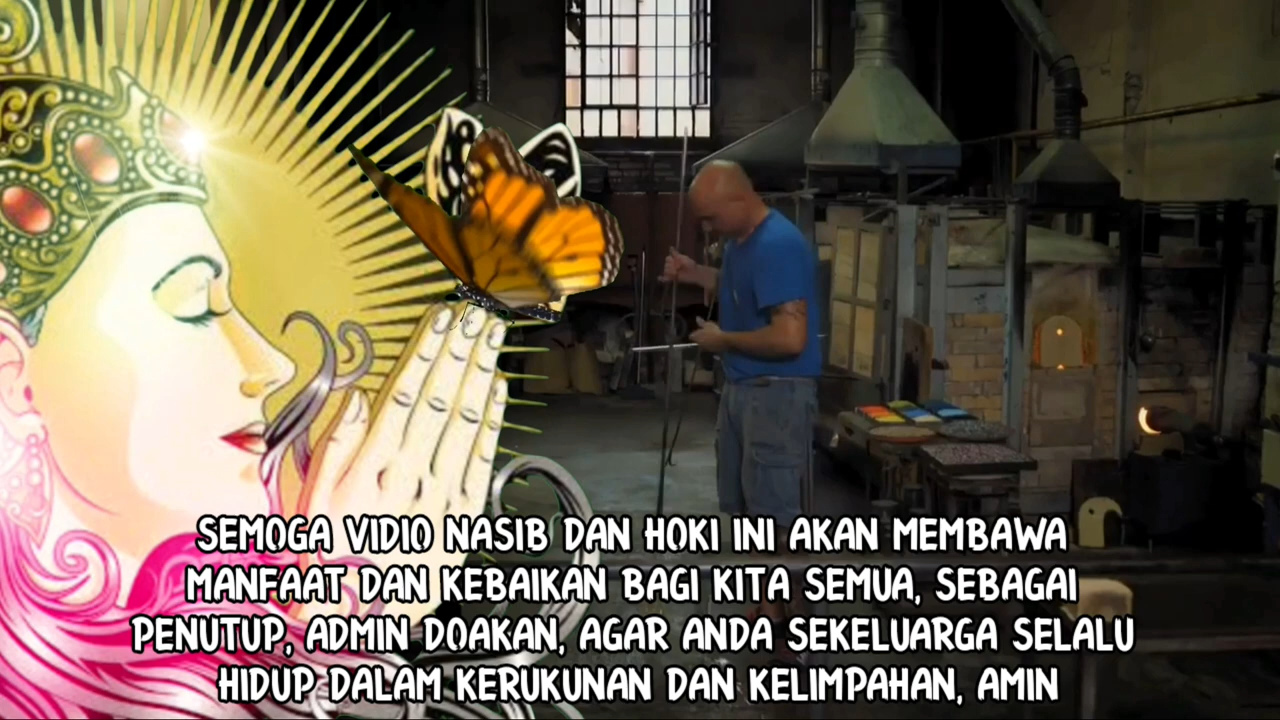 SEMOGA VIDIO NASIB DAN HOKI INI AKAN MEMBAWA
MANFAAT DAN KEBAIKAN BAGI KITA SEMUA, SEBAGAI
PENUTUP, ADMIN DOAKAN, AGAR ANDA SEKELUARGA SELALU
HIDUP DALAM KERUKUNAN DAN KELIMPAHAN, AMIN